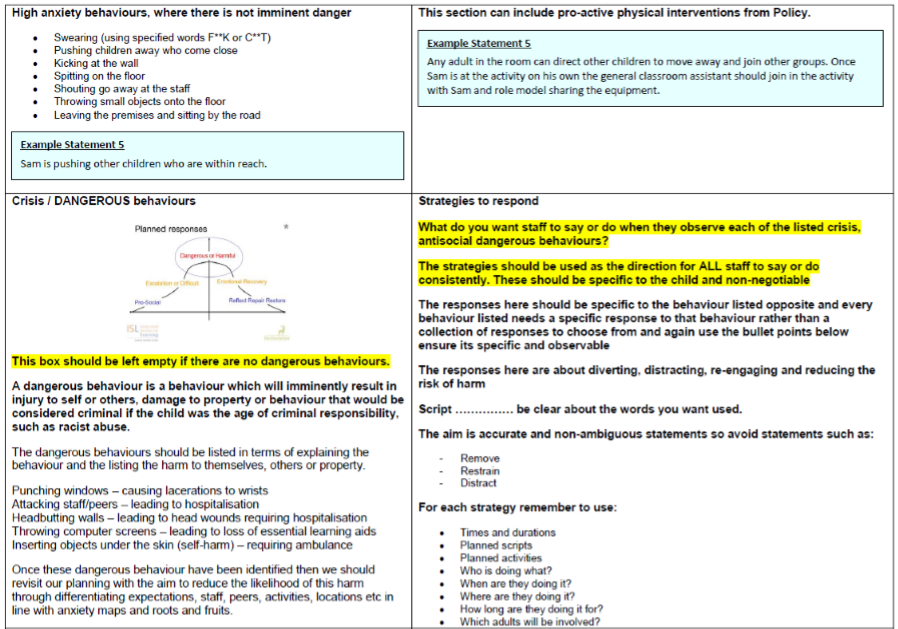 High anxiety behaviours, where there is not imminent danger
• Swearing (using specified words F**K or C**T)
• Pushing children away who come close
• Kicking at the wall
• Spitting on the floor
• Shouting go away at the staff
• Throwing small objects onto the floor
• Leaving the premises and sitting by the road
Example Statement 5
Sam is pushing other children who are within reach.
This section can include pro-active physical interventions from Policy.
Example Statement 5
Any adult in the room can direct other children to move away and join other groups. Once
Sam is at the activity on his own the general classroom assistant should join in the activity
with Sam and role model sharing the equipment.
Crisis / DANGEROUS behaviours
Planned responses
*
Dangerous or Harmful
Escalation or Difficult
Emotional Recovery
Pro-Social
Reflect Repair Restore
ISL
This box should be left empty if there are no dangerous behaviours.
A dangerous behaviour is a behaviour which will imminently result in
injury to self or others, damage to property or behaviour that would be
considered criminal if the child was the age of criminal responsibility,
such as racist abuse.
The dangerous behaviours should be listed in terms of explaining the
behaviour and the listing the harm to themselves, others or property.
Punching windows – causing lacerations to wrists
Attacking staff/peers – leading to hospitalisation
Headbutting walls – leading to head wounds requiring hospitalisation
Throwing computer screens – leading to loss of essential learning aids
Inserting objects under the skin (self-harm) – requiring ambulance
Once these dangerous behaviour have been identified then we should
revisit our planning with the aim to reduce the likelihood of this harm
through differentiating expectations, staff, peers, activities, locations etc in
line with anxiety maps and roots and fruits.
Strategies to respond
What do you want staff to say or do when they observe each of the listed crisis,
antisocial dangerous behaviours?
The strategies should be used as the direction for ALL staff to say or do
consistently. These should be specific to the child and non-negotiable
The responses here should be specific to the behaviour listed opposite and every
behaviour listed needs a specific response to that behaviour rather than a
collection of responses to choose from and again use the bullet points below
ensure its specific and observable
The responses here are about diverting, distracting, re-engaging and reducing the
risk of harm
Script …………… be clear about the words you want used.
The aim is accurate and non-ambiguous statements so avoid statements such as:
- Remove
- Restrain
- Distract
For each strategy remember to use:
• Times and durations
• Planned scripts
• Planned activities
• Who is doing what?
• When are they doing it?
• Where are they doing it?
• How long are they doing it for?
• Which adults will be involved?